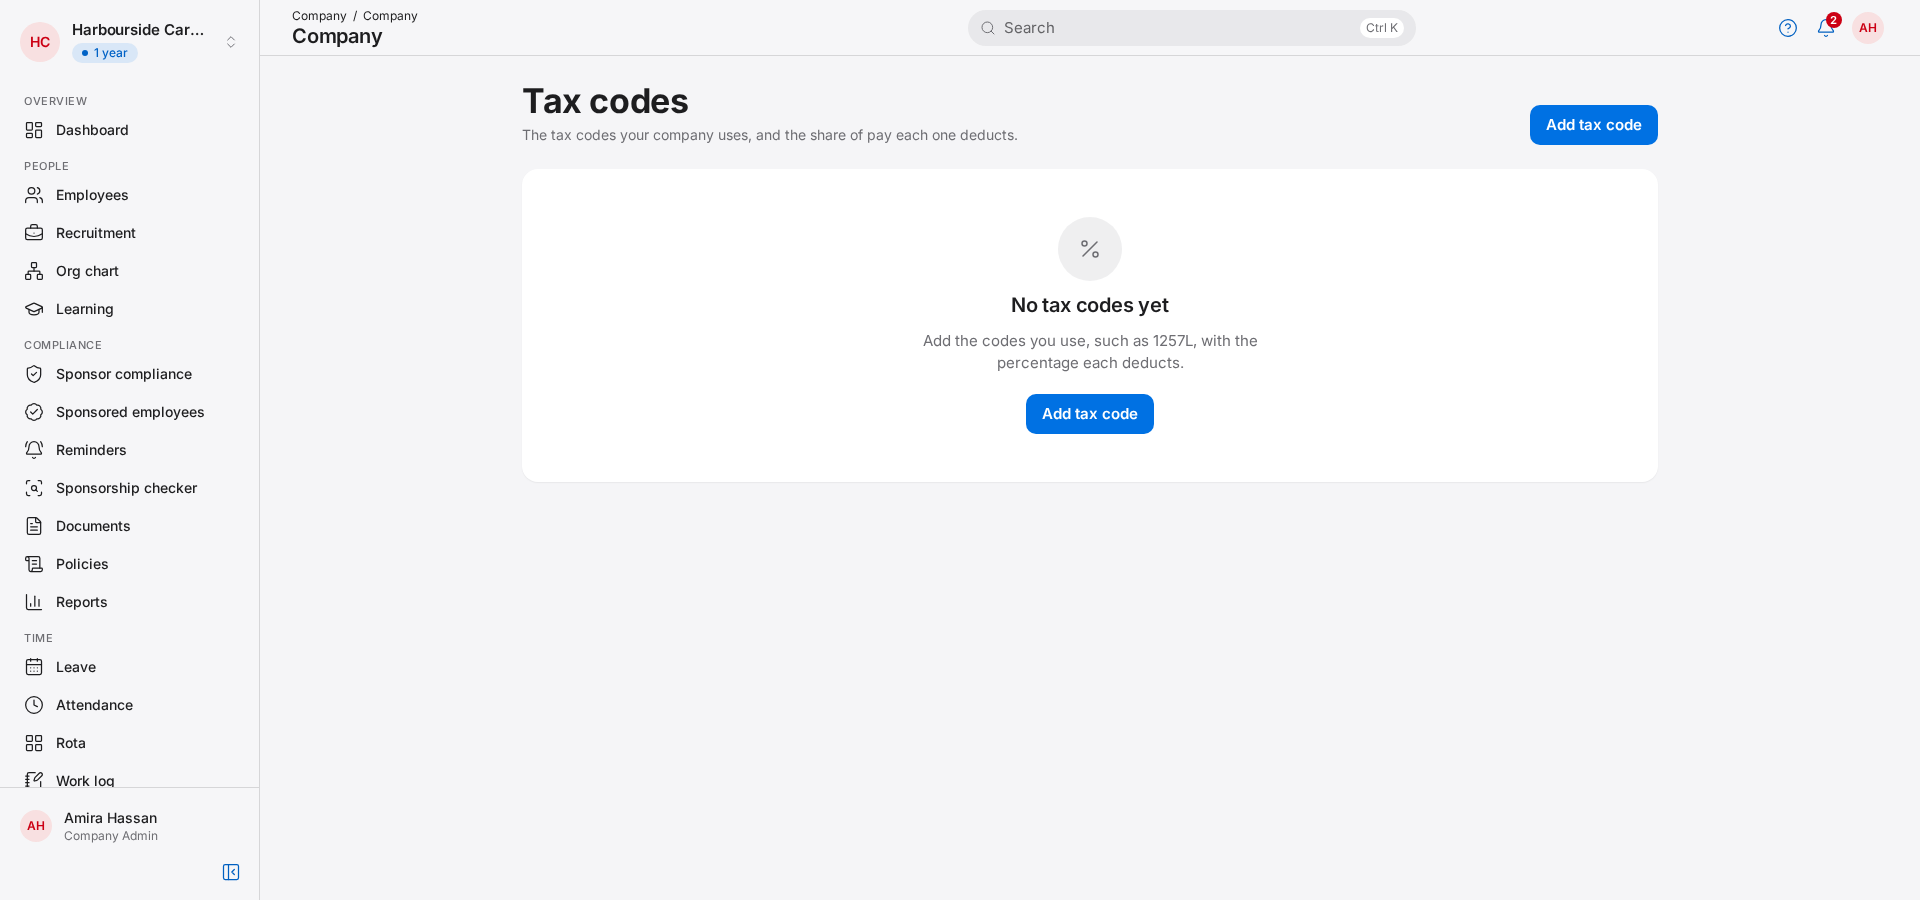 HC
Harbourside Car...
1 year
OVERVIEW
Dashboard
PEOPLE
Employees
Recruitment
Org chart
Learning
COMPLIANCE
Sponsor compliance
Sponsored employees
Reminders
Sponsorship checker
Documents
Policies
Reports
TIME
Leave
Attendance
Rota
Work log
AH
Amira Hassan
Company Admin
Company / Company
Company
Search
Ctrl K
2
AH
Tax codes
The tax codes your company uses, and the share of pay each one deducts.
Add tax code
No tax codes yet
Add the codes you use, such as 1257L, with the
percentage each deducts.
Add tax code